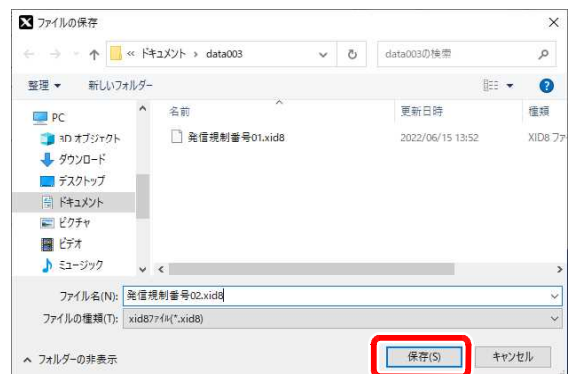 ファイルの保存
« ドキュメント › data003
data003の検索
整理 新しいフォルダー
名前 更新日時 種類
PC
3D オブジェクト
ダウンロード
デスクトップ
ドキュメント
ピクチャ
ビデオ
ミュージック
発信規制番号01.xid8 2022/06/15 13:52 XID8 ファ
ファイル名(N): 発信規制番号02.xid8
ファイルの種類(T): xid8ファイル(*.xid8)
フォルダーの非表示
保存(S) キャンセル